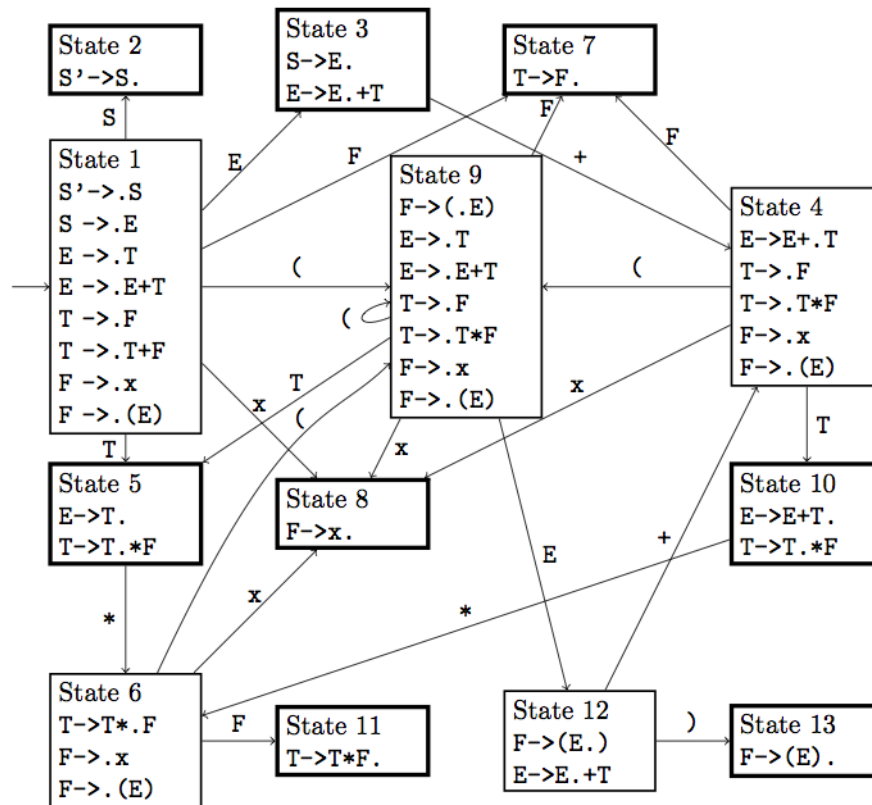 State 2
S'->S.
State 3
S->E.
E->E.+T
State 7
T->F.
S
E
F
F
F
+
State 1
S'->.S
S ->.E
E ->.T
E ->.E+T
T ->.F
T ->.T+F
F ->.x
F ->.(E)
(
State 9
F->(.E)
E->.T
E->.E+T
T->.F
T->.T*F
F->.x
F->.(E)
(
(
State 4
E->E+.T
T->.F
T->.T*F
F->.x
F->.(E)
T
x
(
x
x
T
T
State 5
E->T.
T->T.*F
State 8
F->x.
State 10
E->E+T.
T->T.*F
*
x
E
+
*
State 6
T->T*.F
F->.x
F->.(E)
F
State 11
T->T*F.
State 12
F->(E.)
E->E.+T
)
State 13
F->(E).